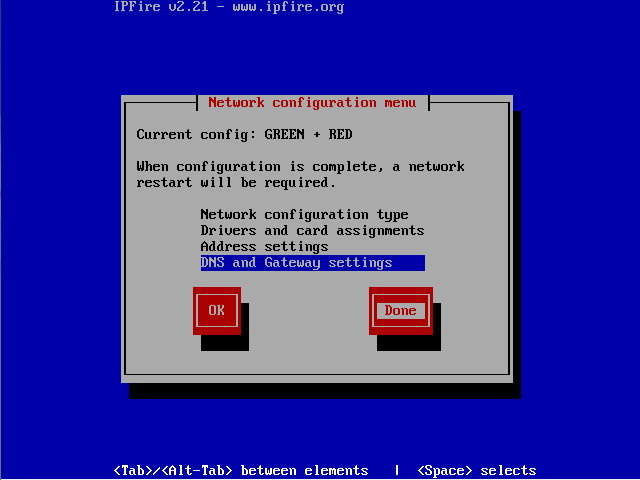 IPFire v2.21 - www.ipfire.org
Network configuration menu
Current config: GREEN + RED
When configuration is complete, a network
restart will be required.
Network configuration type
Drivers and card assignments
Address settings
DNS and Gateway settings
OK Done
<Tab>/<Alt-Tab> between elements | <Space> selects